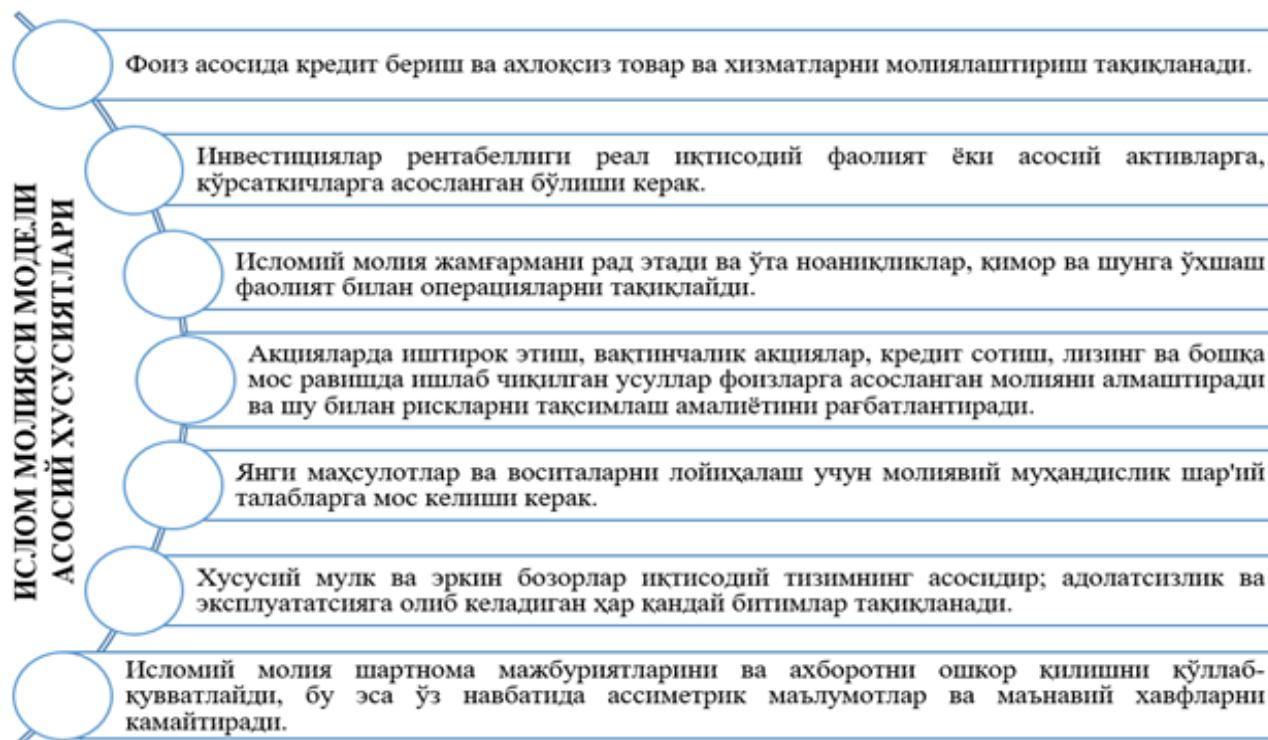 ИСЛОМ МОЛИЯСИ МОДЕЛИ
АСОСИЙ ХУСУСИЯТЛАРИ
Фоиз асосида кредит бериш ва ахлоқсиз товар ва хизматларни молиялаштириш тақиқланади.
Инвестициялар рентабеллиги реал иқтисодий фаолият ёки асосий активларга,
кўрсаткичларга асосланган бўлиши керак.
Исломий молия жамғармани рад этади ва ўта ноаниқликлар, қимор ва шунга ўхшаш
фаолият билан операцияларни тақиқлайди.
Акцияларда иштирок этиш, вақтинчалик акциялар, кредит сотиш, лизинг ва бошқа
мос равишда ишлаб чиқилган усуллар фоизларга асосланган молияни алмаштиради
ва шу билан рискларни тақсимлаш амалиётини рағбатлантиради.
Янги маҳсулотлар ва воситаларни лойиҳалаш учун молиявий муҳандислик шар'ий
талабларга мос келиши керак.
Хусусий мулк ва эркин бозорлар иқтисодий тизимнинг асосидир; адолатсизлик ва
эксплуататсияга олиб келадиган ҳар қандай битимлар тақиқланади.
Исломий молия шартнома мажбуриятларини ва ахборотни ошкор қилишни қўллаб-
қувватлайди, бу эса ўз навбатида ассиметрик маълумотлар ва маънавий хавфларни
камайтиради.